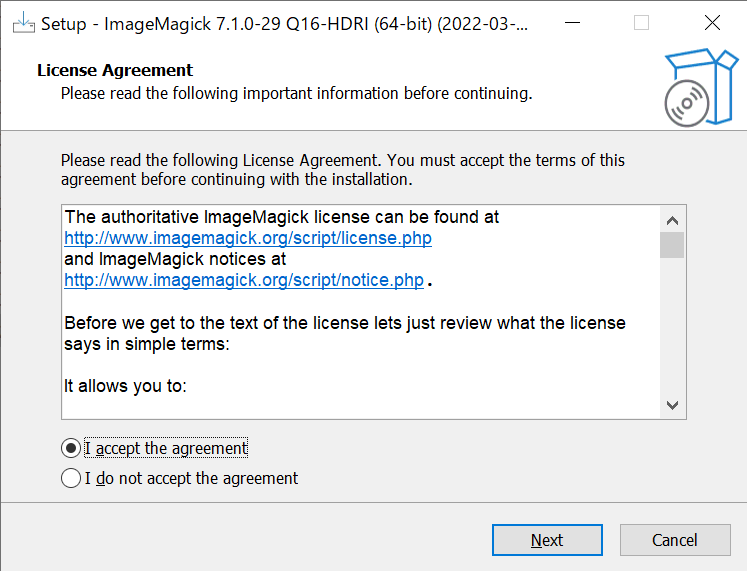 Setup - ImageMagick 7.1.0-29 Q16-HDRI (64-bit) (2022-03-...
License Agreement
Please read the following important information before continuing.
Please read the following License Agreement. You must accept the terms of this
agreement before continuing with the installation.
The authoritative ImageMagick license can be found at
http://www.imagemagick.org/script/license.php
and ImageMagick notices at
http://www.imagemagick.org/script/notice.php .
Before we get to the text of the license lets just review what the license
says in simple terms:
It allows you to:
I accept the agreement
I do not accept the agreement
Next Cancel